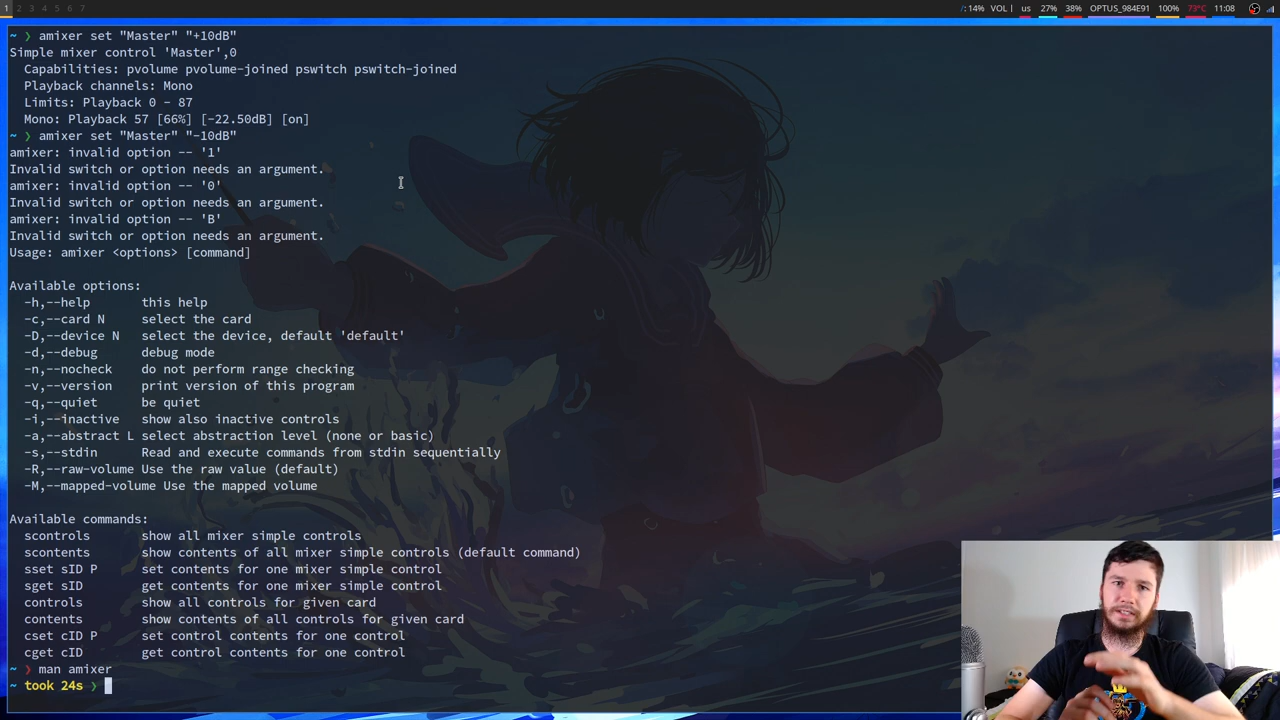 1 2 3 4 5 6 7 /: 14% VOL | us 27% 38% OPTUS_984E91 100% 73°C 11:08
~ ❯ amixer set "Master" "+10dB"
Simple mixer control 'Master',0
  Capabilities: pvolume pvolume-joined pswitch pswitch-joined
  Playback channels: Mono
  Limits: Playback 0 - 87
  Mono: Playback 57 [66%] [-22.50dB] [on]
~ ❯ amixer set "Master" "-10dB"
amixer: invalid option -- '1'
Invalid switch or option needs an argument.
amixer: invalid option -- '0'
Invalid switch or option needs an argument.
amixer: invalid option -- 'B'
Invalid switch or option needs an argument.
Usage: amixer <options> [command]
Available options:
  -h,--help       this help
  -c,--card N     select the card
  -D,--device N   select the device, default 'default'
  -d,--debug      debug mode
  -n,--nocheck    do not perform range checking
  -v,--version    print version of this program
  -q,--quiet      be quiet
  -i,--inactive   show also inactive controls
  -a,--abstract L select abstraction level (none or basic)
  -s,--stdin      Read and execute commands from stdin sequentially
  -R,--raw-volume Use the raw value (default)
  -M,--mapped-volume Use the mapped volume
Available commands:
  scontrols       show all mixer simple controls
  scontents       show contents of all mixer simple controls (default command)
  sset sID P      set contents for one mixer simple control
  sget sID        get contents for one mixer simple control
  controls        show all controls for given card
  contents        show contents of all controls for given card
  cset cID P      set control contents for one control
  cget cID        get control contents for one control
~ ❯ man amixer
~ took 24s ❯